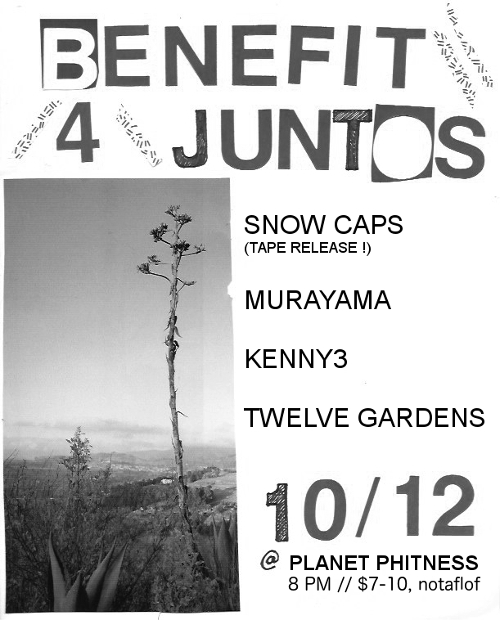 BENEFIT
4 JUNTOS
SNOW CAPS
(TAPE RELEASE !)
MURAYAMA
KENNY3
TWELVE GARDENS
10/12
@ PLANET PHITNESS
8 PM // $7-10, notaflof